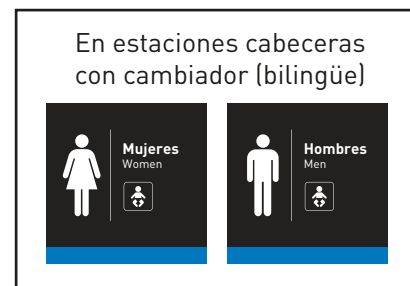 En estaciones cabeceras
con cambiador (bilingüe)
Mujeres
Women
Hombres
Men